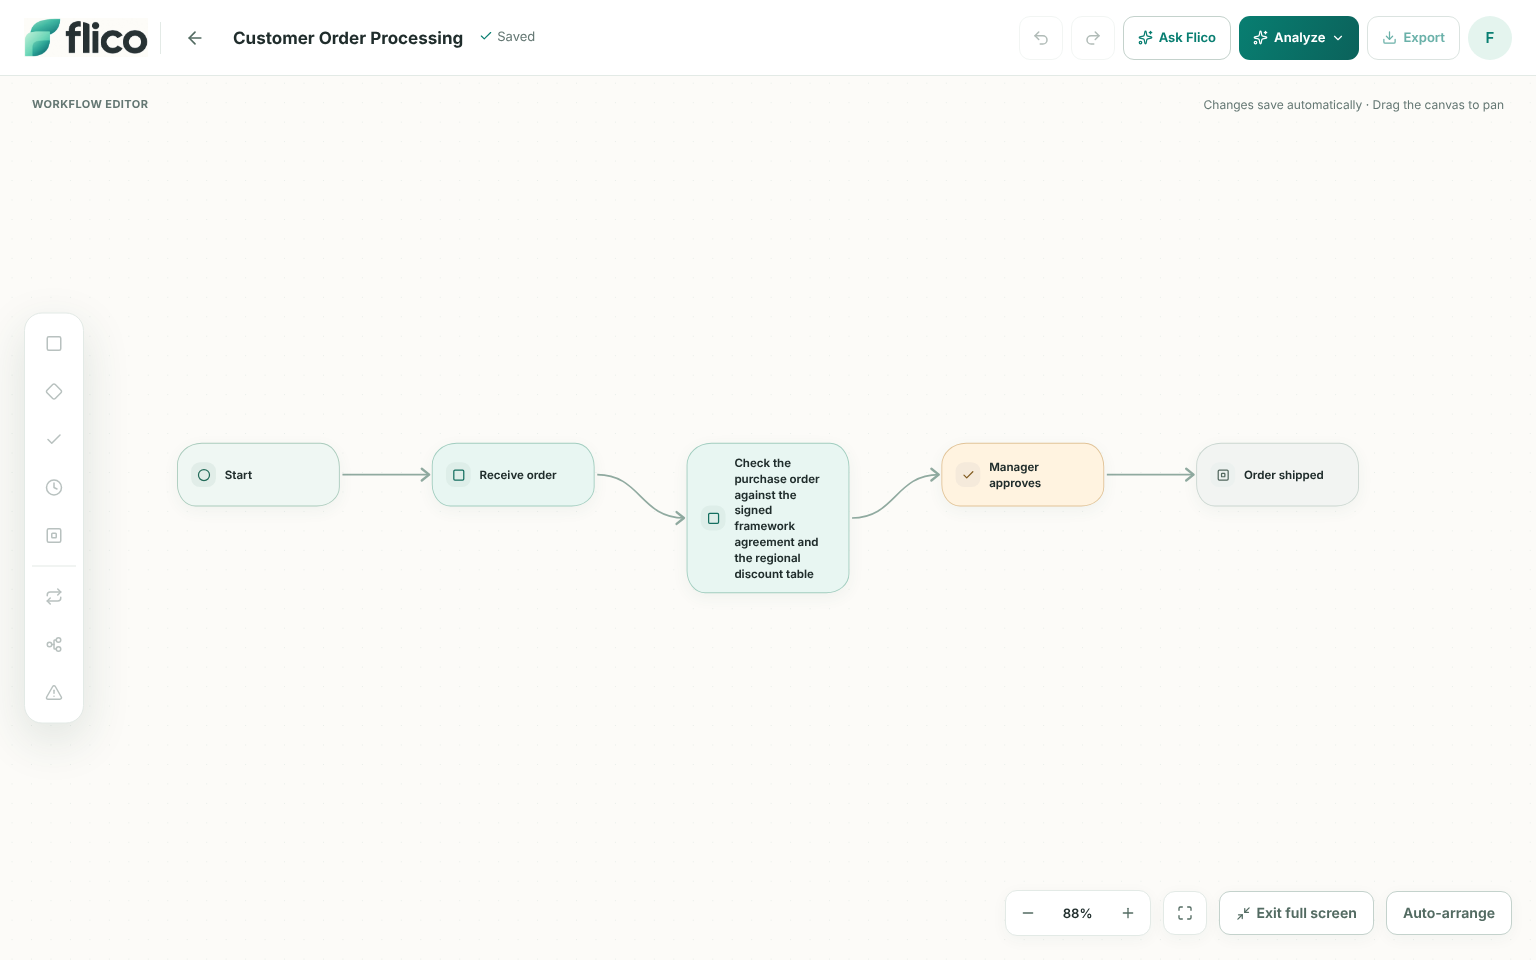 flico
Customer Order Processing
Saved
Ask Flico
Analyze
Export
F
WORKFLOW EDITOR
Changes save automatically · Drag the canvas to pan
Start
Receive order
Check the
purchase order
against the
signed
framework
agreement and
the regional
discount table
Manager
approves
Order shipped
88%
Exit full screen
Auto-arrange